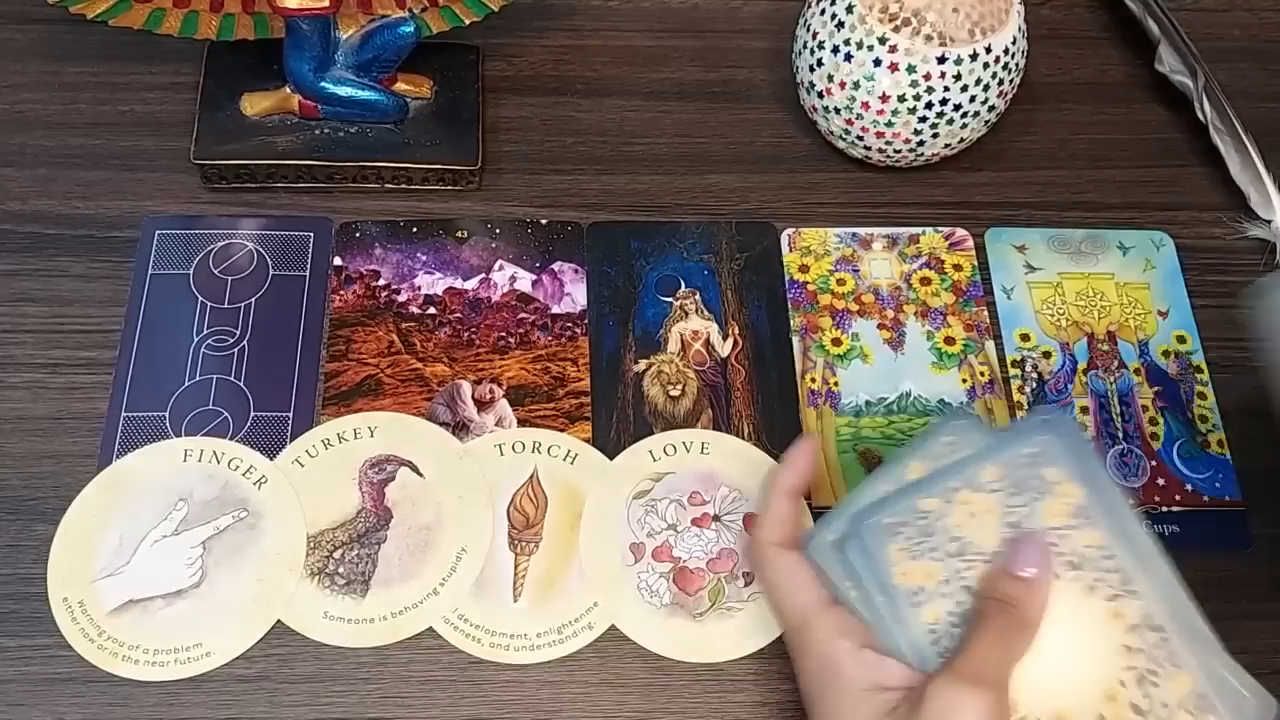 43
Cups
FINGER
Warning you of a problem
either now or in the near future.
TURKEY
Someone is behaving stupidly.
TORCH
development, enlightenme
and understanding.
LOVE